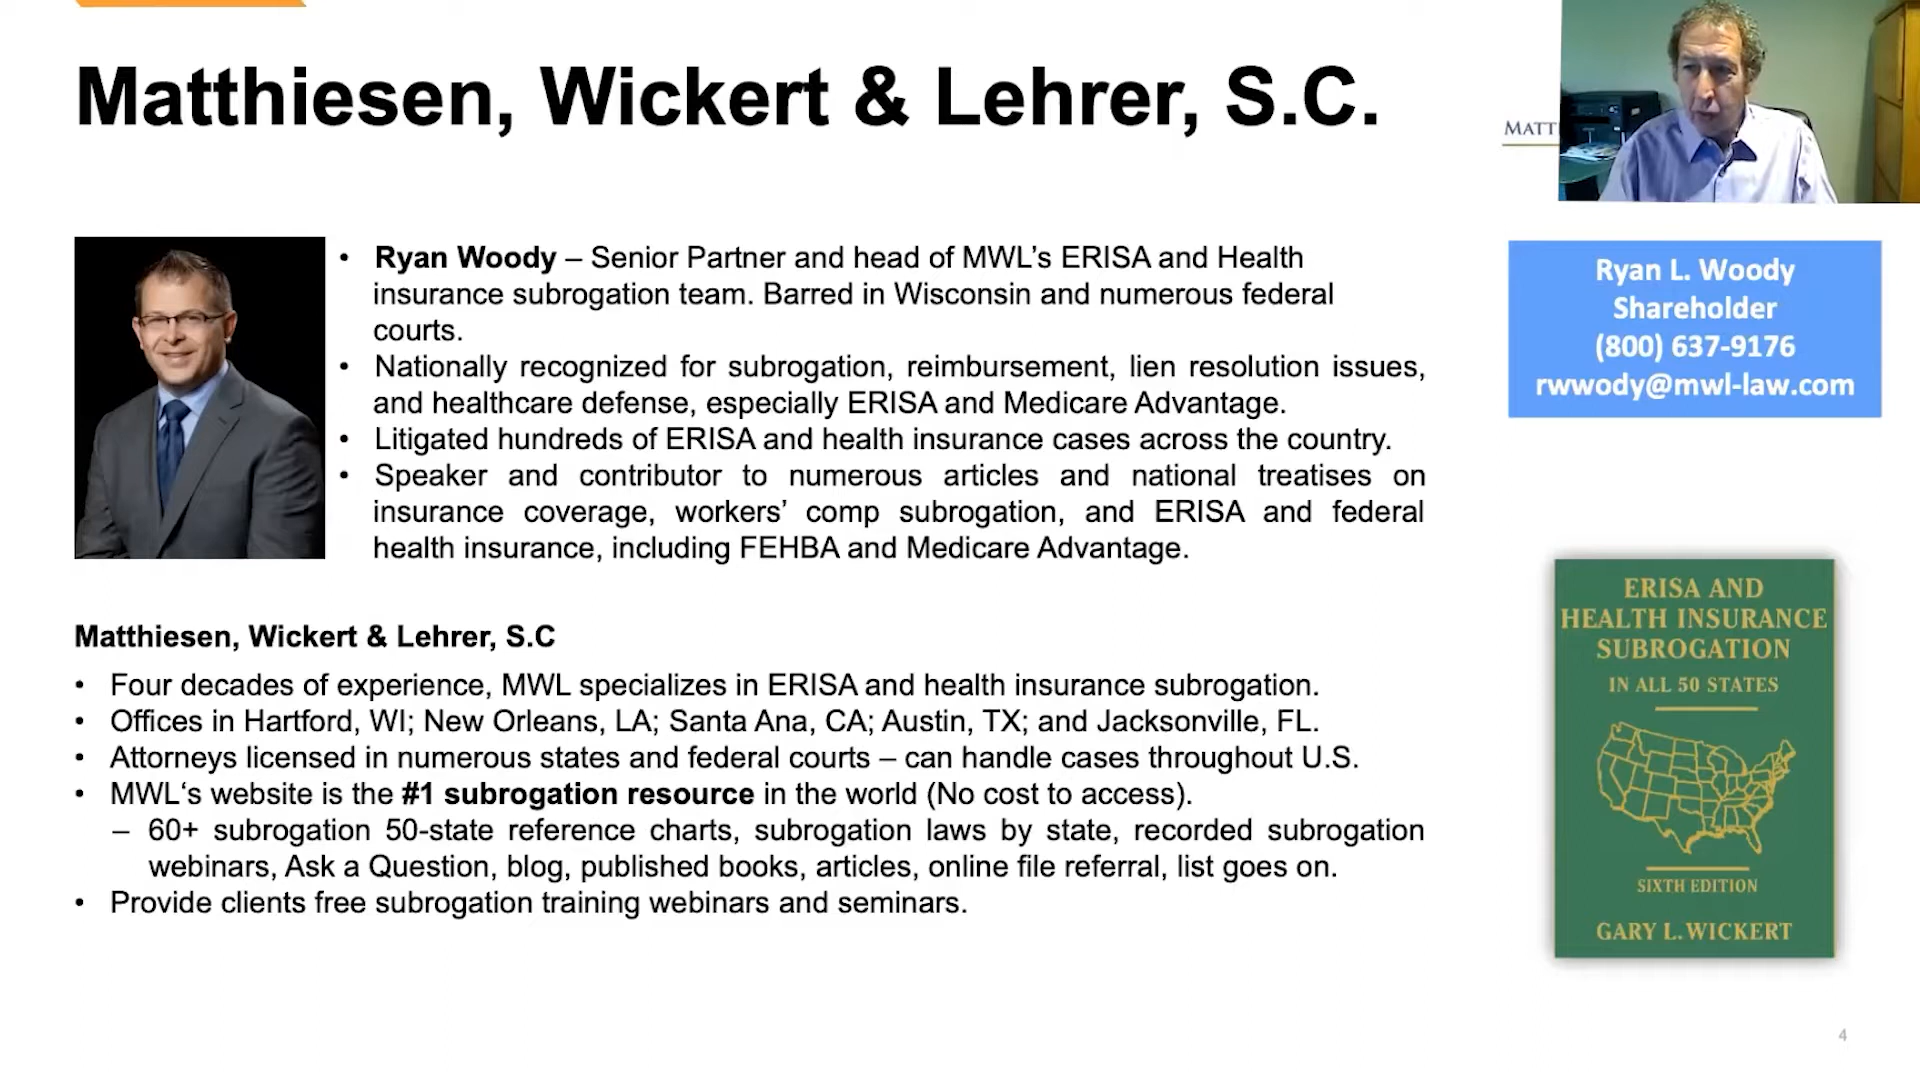 Matthiesen, Wickert & Lehrer, S.C.
MATT
• Ryan Woody – Senior Partner and head of MWL’s ERISA and Health
insurance subrogation team. Barred in Wisconsin and numerous federal
courts.
• Nationally recognized for subrogation, reimbursement, lien resolution issues,
and healthcare defense, especially ERISA and Medicare Advantage.
• Litigated hundreds of ERISA and health insurance cases across the country.
• Speaker and contributor to numerous articles and national treatises on
insurance coverage, workers’ comp subrogation, and ERISA and federal
health insurance, including FEHBA and Medicare Advantage.
Ryan L. Woody
Shareholder
(800) 637-9176
rwwody@mwl-law.com
Matthiesen, Wickert & Lehrer, S.C
• Four decades of experience, MWL specializes in ERISA and health insurance subrogation.
• Offices in Hartford, WI; New Orleans, LA; Santa Ana, CA; Austin, TX; and Jacksonville, FL.
• Attorneys licensed in numerous states and federal courts – can handle cases throughout U.S.
• MWL‘s website is the #1 subrogation resource in the world (No cost to access).
– 60+ subrogation 50-state reference charts, subrogation laws by state, recorded subrogation
webinars, Ask a Question, blog, published books, articles, online file referral, list goes on.
• Provide clients free subrogation training webinars and seminars.
ERISA AND
HEALTH INSURANCE
SUBROGATION
IN ALL 50 STATES
SIXTH EDITION
GARY L. WICKERT
4